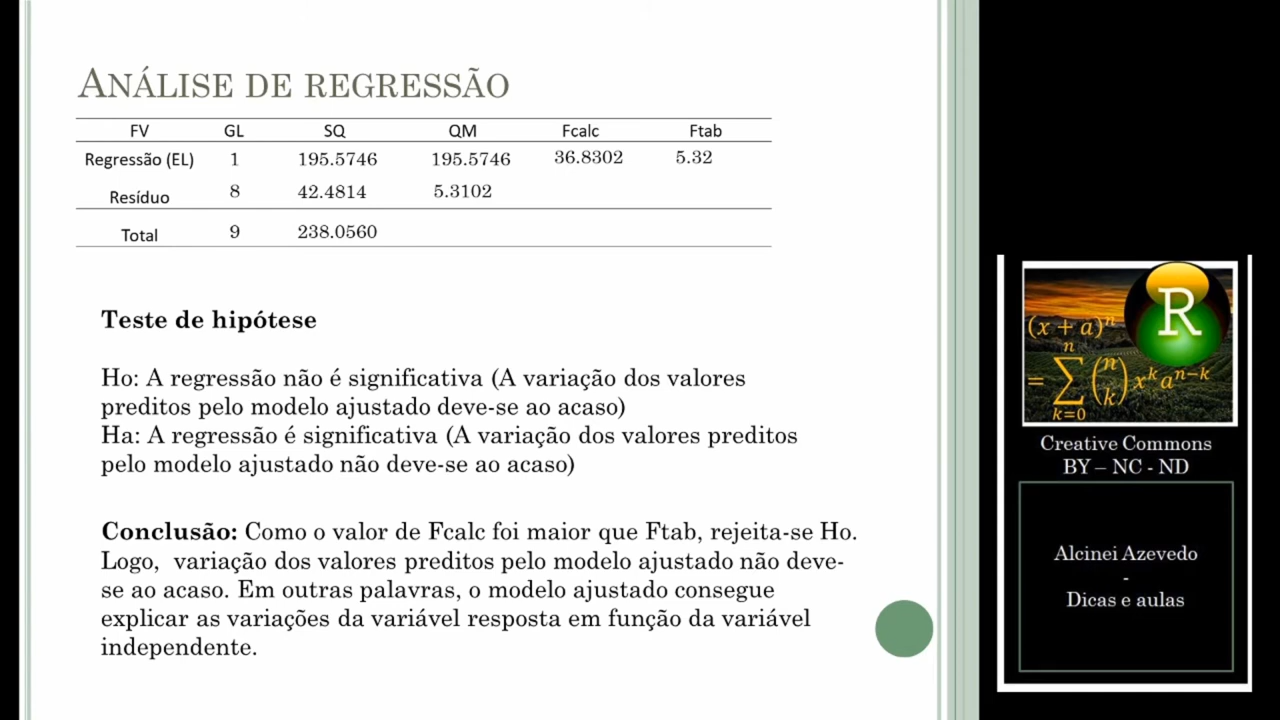 ANÁLISE DE REGRESSÃO
FV GL SQ QM Fcalc Ftab
Regressão (EL) 1 195.5746 195.5746 36.8302 5.32
Resíduo 8 42.4814 5.3102
Total 9 238.0560
Teste de hipótese
Ho: A regressão não é significativa (A variação dos valores
preditos pelo modelo ajustado deve-se ao acaso)
Ha: A regressão é significativa (A variação dos valores preditos
pelo modelo ajustado não deve-se ao acaso)
Conclusão: Como o valor de Fcalc foi maior que Ftab, rejeita-se Ho.
Logo, variação dos valores preditos pelo modelo ajustado não deve-
se ao acaso. Em outras palavras, o modelo ajustado consegue
explicar as variações da variável resposta em função da variável
independente.
R
(x + a)^n
= ∑_{k=0}^{n} (n k) x^k a^{n-k}
Creative Commons
BY – NC - ND
Alcinei Azevedo
-
Dicas e aulas